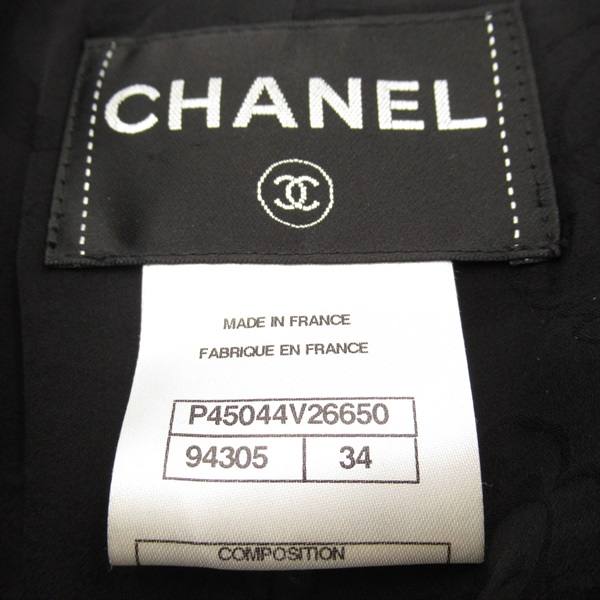 CHANEL
MADE IN FRANCE
FABRIQUE EN FRANCE
P45044V26650
94305 34
COMPOSITION